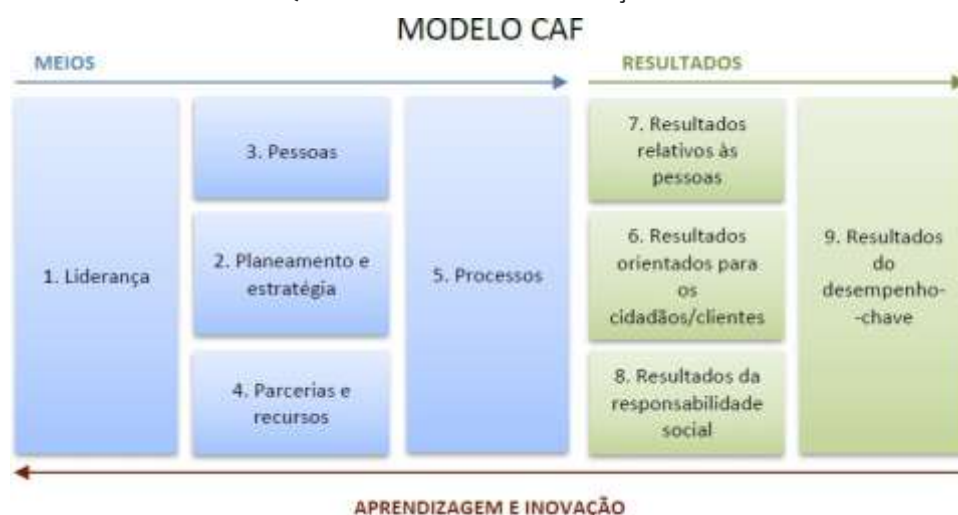 MODELO CAF
MEIOS
RESULTADOS
1. Liderança
3. Pessoas
2. Planeamento e
estratégia
4. Parcerias e
recursos
5. Processos
7. Resultados
relativos às
pessoas
6. Resultados
orientados para
os
cidadãos/clientes
8. Resultados da
responsabilidade
social
9. Resultados
do
desempenho-
-chave
APRENDIZAGEM E INOVAÇÃO